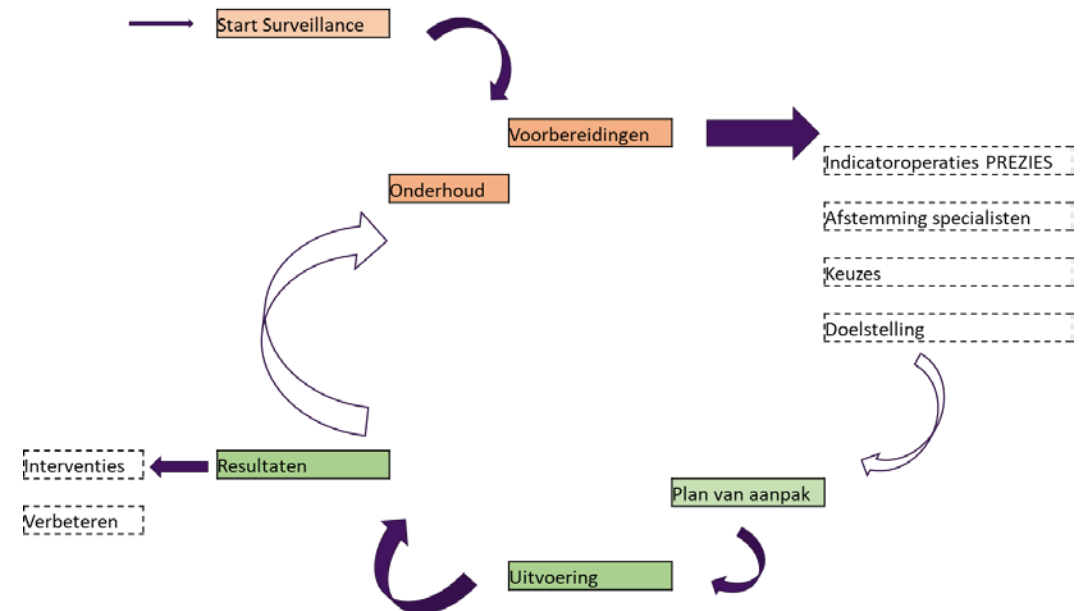 Start Surveillance
Voorbereidingen
Onderhoud
Indicatoroperaties PREZIES
Afstemming specialisten
Keuzes
Doelstelling
Plan van aanpak
Uitvoering
Resultaten
Interventies
Verbeteren